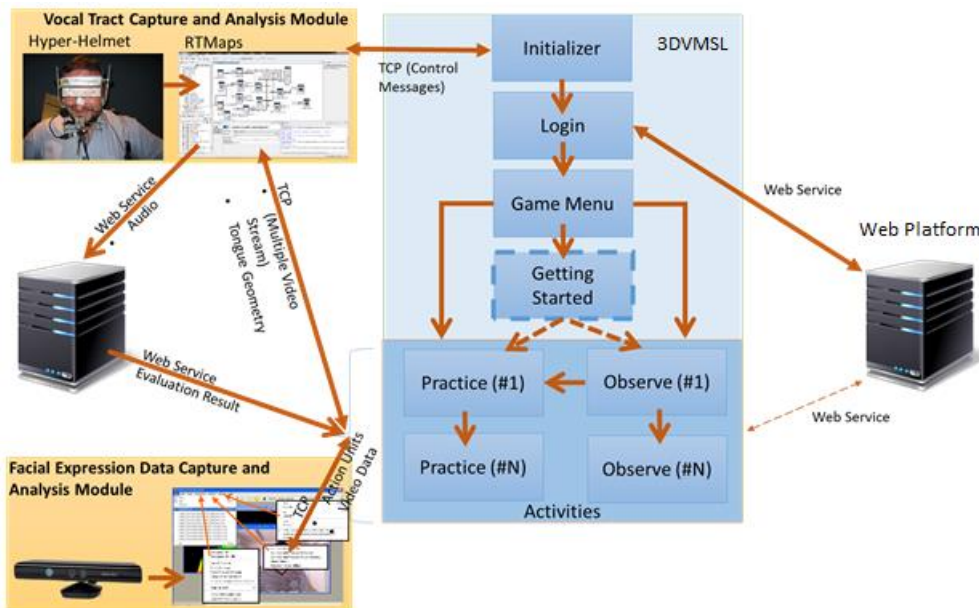 Vocal Tract Capture and Analysis Module
Hyper-Helmet
RTMaps
TCP (Control
Messages)
Initializer
3DVMSL
Login
Game Menu
Getting
Started
Practice (#1)
Observe (#1)
Practice (#N)
Observe (#N)
Activities
Web Service
Web Platform
Web Service
Web Service
Audio
TCP
(Multiple Video
Stream)
Tongue Geometry
Web Service
Evaluation Result
TCP
Action Units
Video Data
Facial Expression Data Capture and
Analysis Module